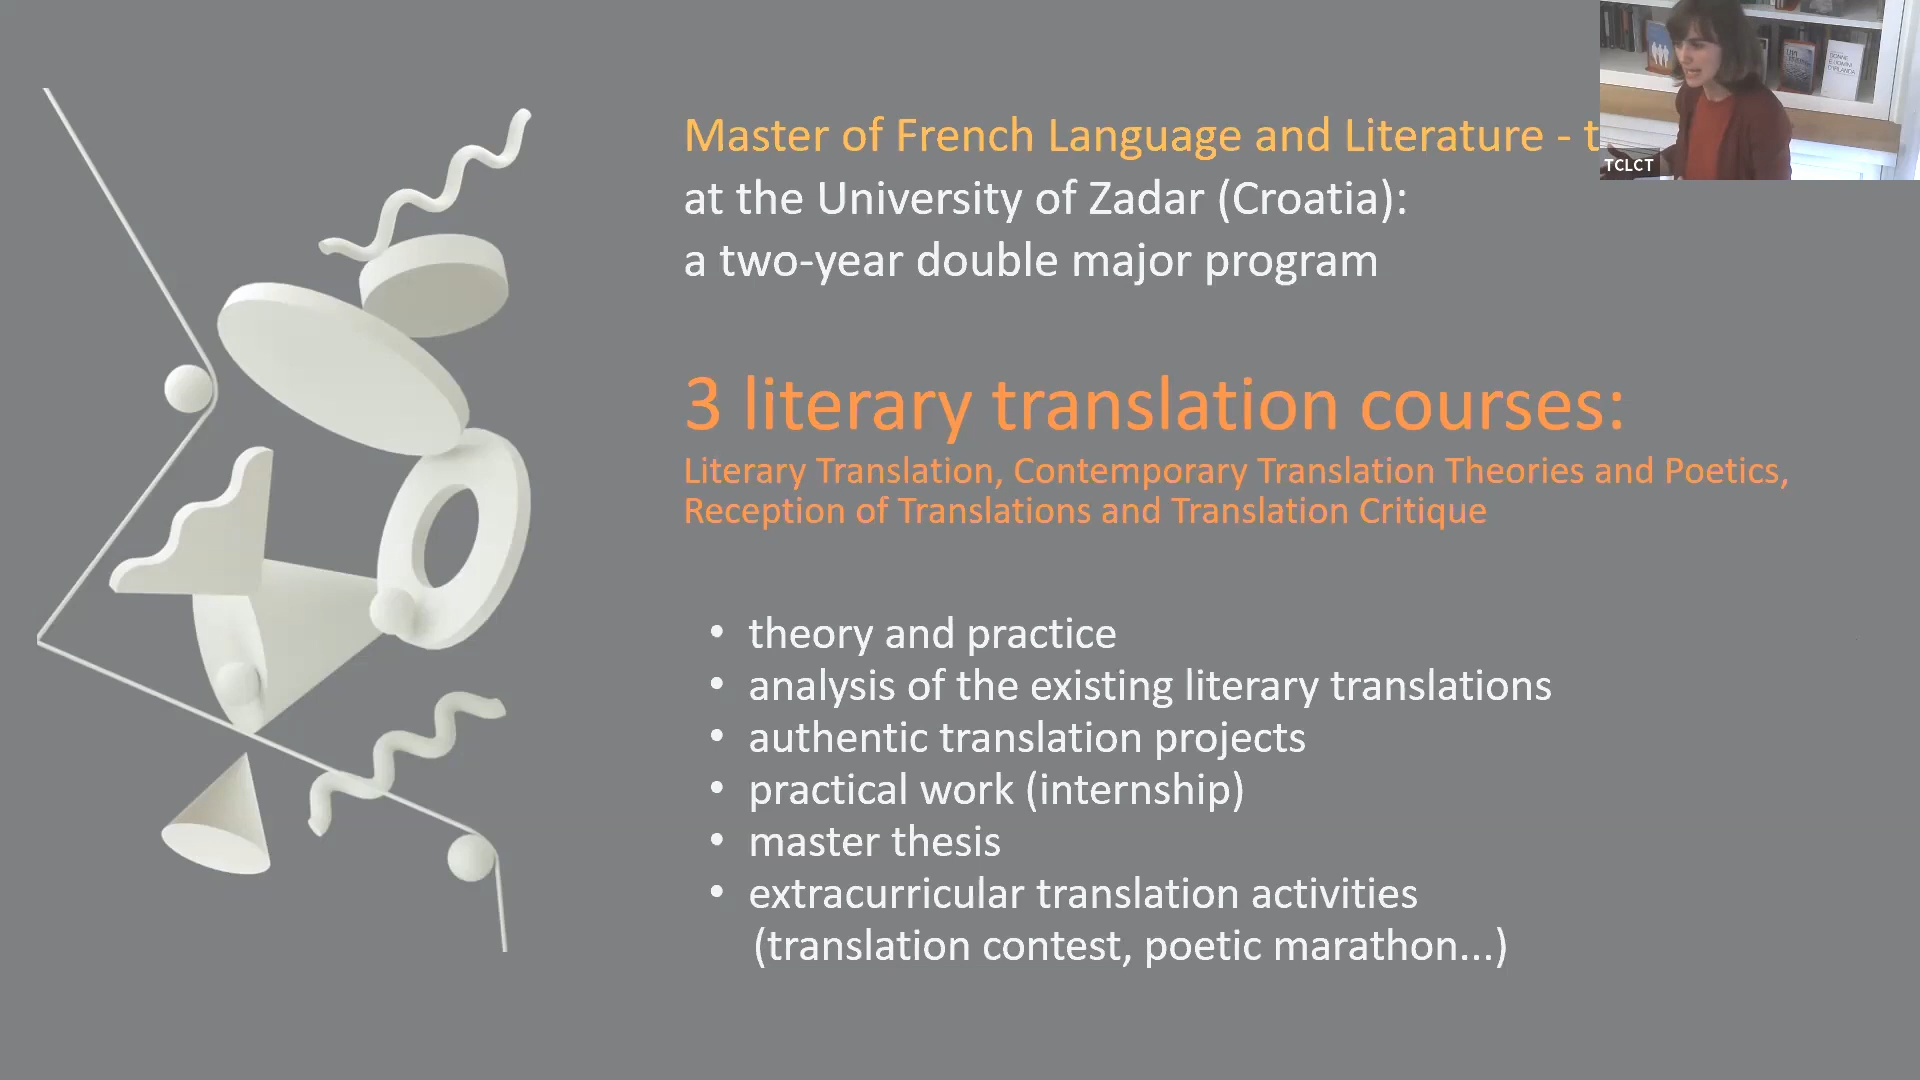 Master of French Language and Literature - t
at the University of Zadar (Croatia):
a two-year double major program
TCLCT
3 literary translation courses:
Literary Translation, Contemporary Translation Theories and Poetics,
Reception of Translations and Translation Critique
• theory and practice
• analysis of the existing literary translations
• authentic translation projects
• practical work (internship)
• master thesis
• extracurricular translation activities
(translation contest, poetic marathon...)